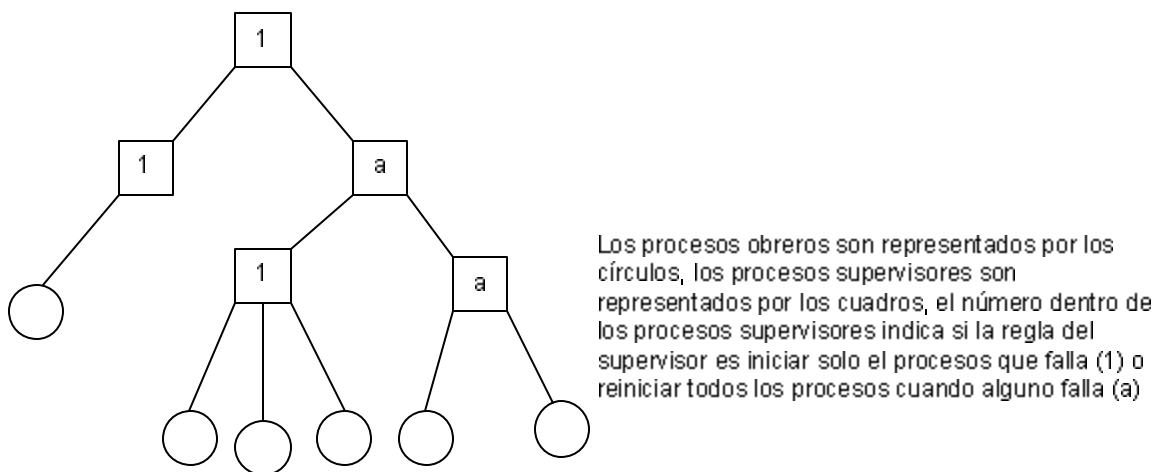 1
1
a
1
a
Los procesos obreros son representados por los
círculos, los procesos supervisores son
representados por los cuadros, el número dentro de
los procesos supervisores indica si la regla del
supervisor es iniciar solo el procesos que falla (1) o
reiniciar todos los procesos cuando alguno falla (a)